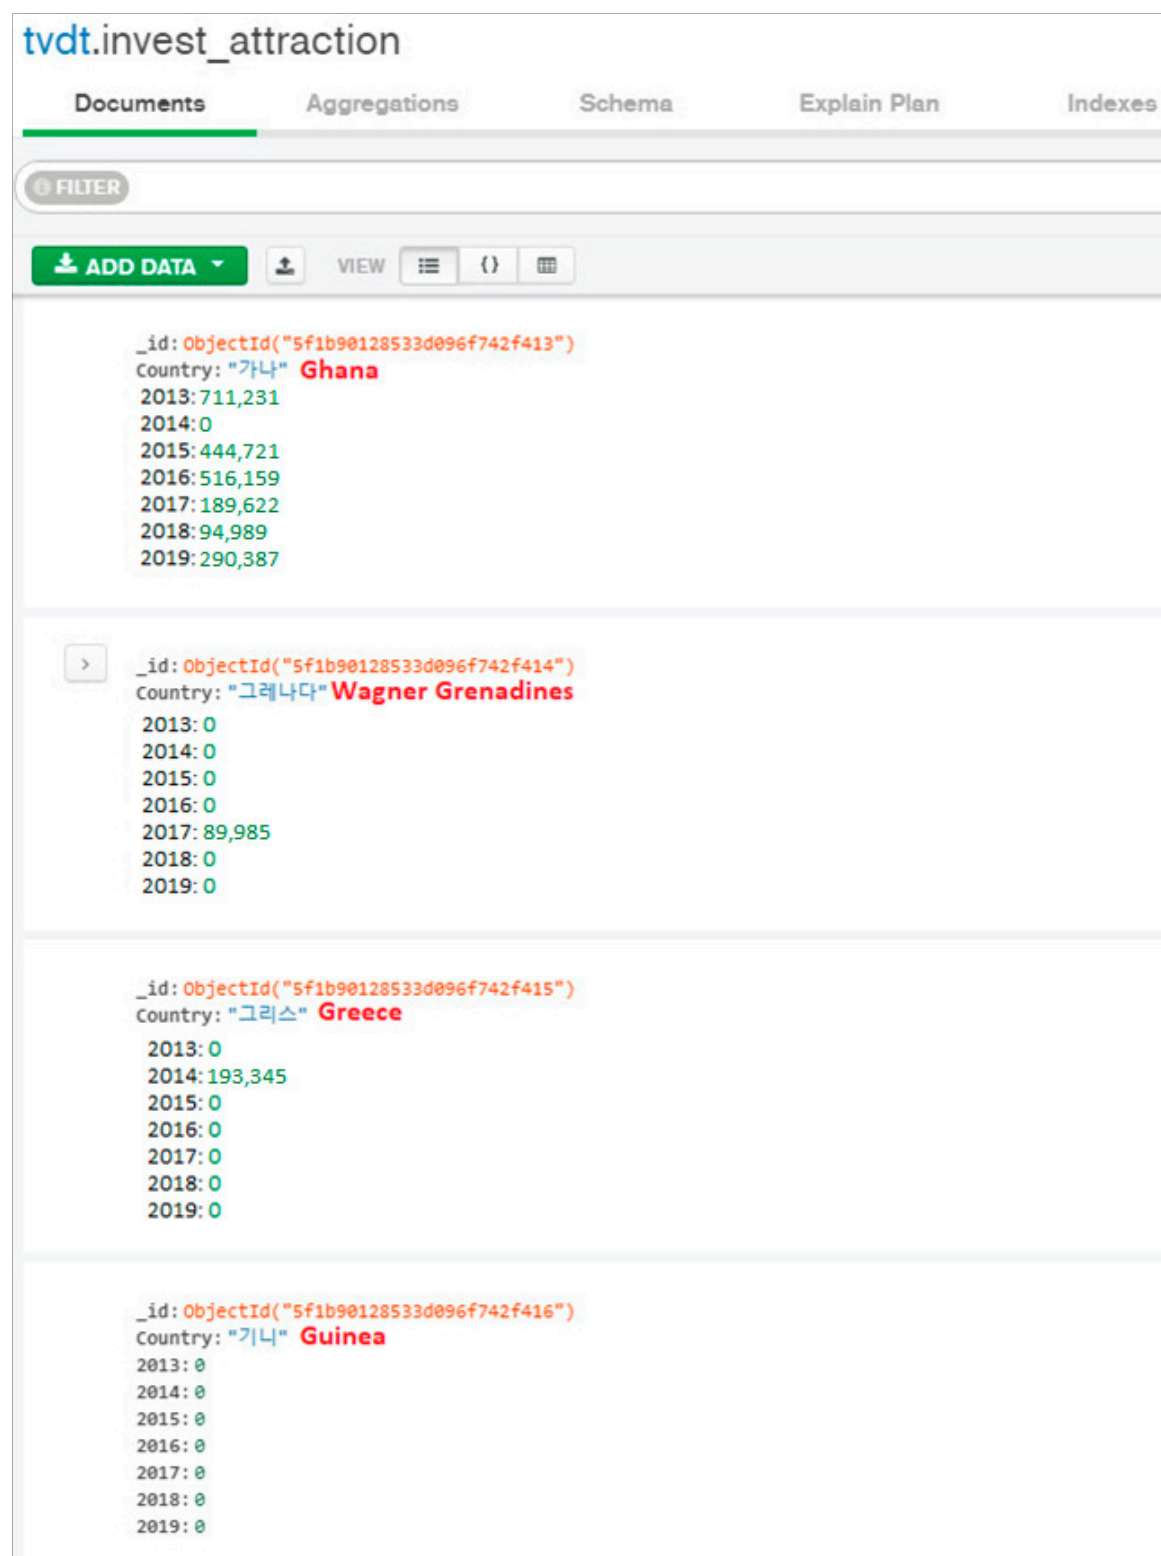 tvdt.invest_attraction
Documents Aggregations Schema Explain Plan Indexes
FILTER
ADD DATA VIEW {}
_id: ObjectId("5f1b90128533d096f742f413")
Country: "가나" Ghana
2013: 711,231
2014: 0
2015: 444,721
2016: 516,159
2017: 189,622
2018: 94,989
2019: 290,387
_id: ObjectId("5f1b90128533d096f742f414")
Country: "그레나다" Wagner Grenadines
2013: 0
2014: 0
2015: 0
2016: 0
2017: 89,985
2018: 0
2019: 0
_id: ObjectId("5f1b90128533d096f742f415")
Country: "그리스" Greece
2013: 0
2014: 193,345
2015: 0
2016: 0
2017: 0
2018: 0
2019: 0
_id: ObjectId("5f1b90128533d096f742f416")
Country: "기니" Guinea
2013: 0
2014: 0
2015: 0
2016: 0
2017: 0
2018: 0
2019: 0